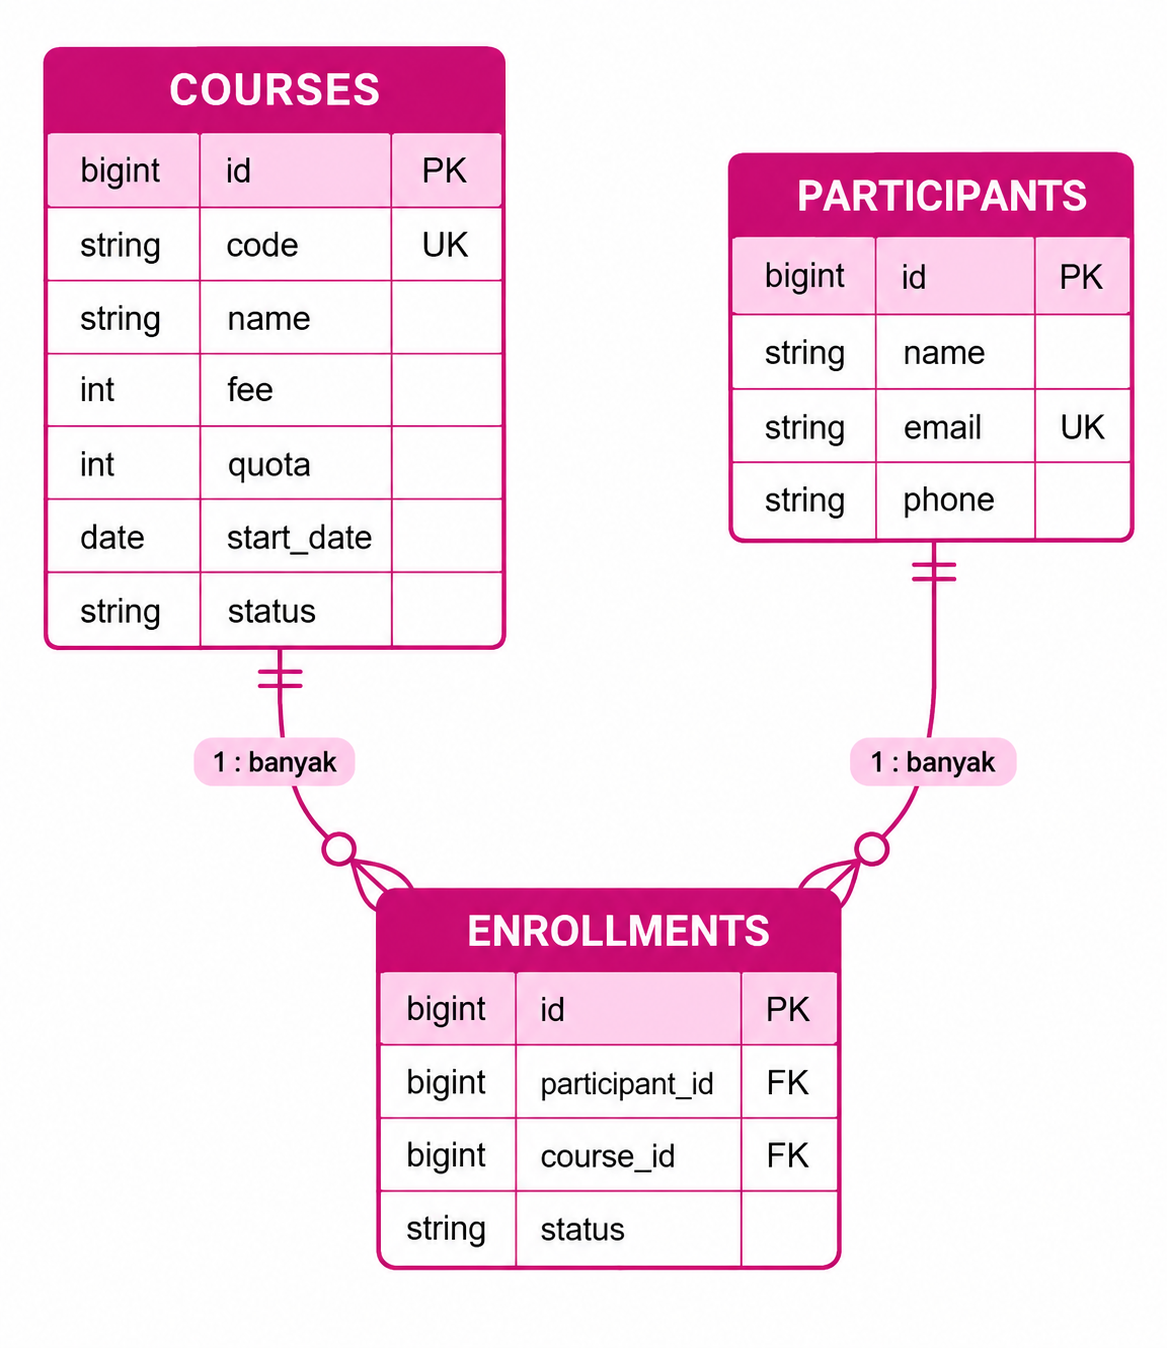 COURSES
bigint id PK
string code UK
string name
int fee
int quota
date start_date
string status
PARTICIPANTS
bigint id PK
string name
string email UK
string phone
1 : banyak
1 : banyak
ENROLLMENTS
bigint id PK
bigint participant_id FK
bigint course_id FK
string status